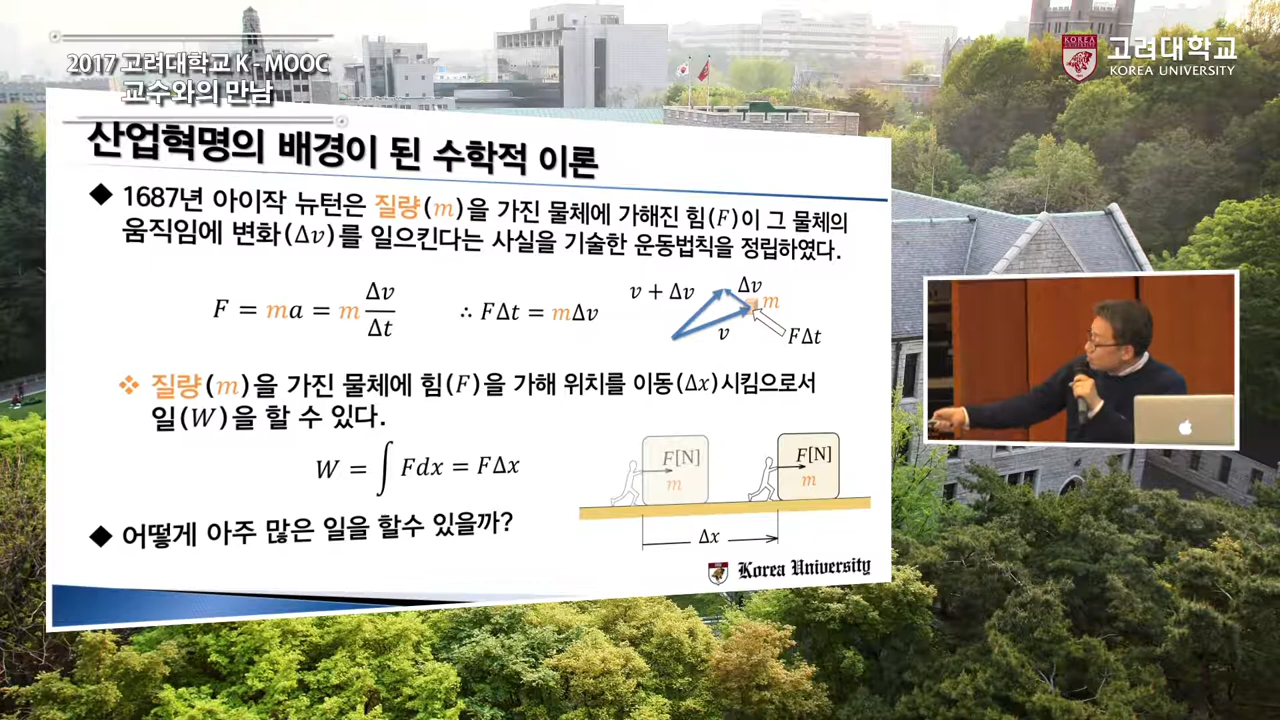 2017 고려대학교 K - MOOC
교수와의 만남
KOREA
고려대학교
KOREA UNIVERSITY
산업혁명의 배경이 된 수학적 이론
◆ 1687년 아이작 뉴턴은 질량(m)을 가진 물체에 가해진 힘(F)이 그 물체의
움직임에 변화(Δv)를 일으킨다는 사실을 기술한 운동법칙을 정립하였다.
F = ma = m Δv/Δt
∴ FΔt = mΔv
v + Δv
Δv
m
v
FΔt
❖ 질량(m)을 가진 물체에 힘(F)을 가해 위치를 이동(Δx)시킴으로서
일(W)을 할 수 있다.
W = ∫ Fdx = FΔx
F[N]
m
F[N]
m
Δx
◆ 어떻게 아주 많은 일을 할수 있을까?
Korea University